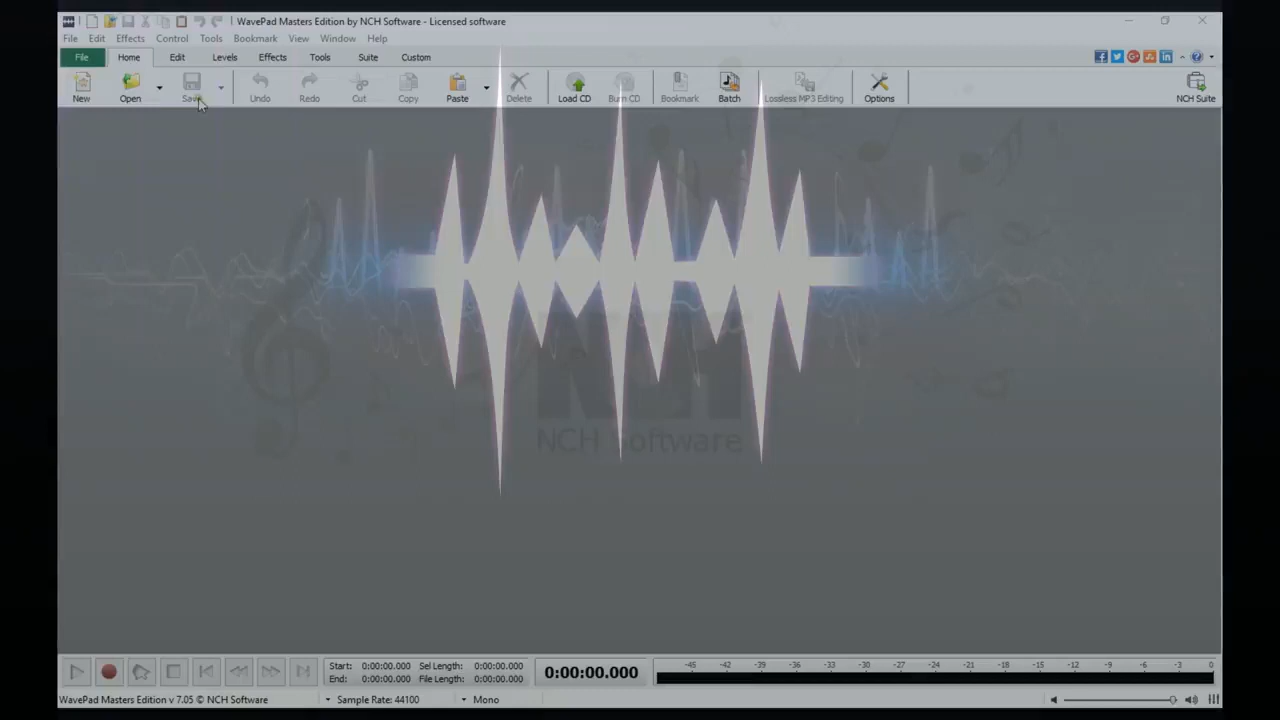 WavePad Masters Edition by NCH Software - Licensed software
File Edit Effects Control Tools Bookmark View Window Help
File Home Edit Levels Effects Tools Suite Custom
New Open Save Undo Redo Cut Copy Paste Delete Load CD Burn CD Bookmark Batch Lossless MP3 Editing Options NCH Suite
NCH
NCH Software
Start: 0:00:00.000 Sel Length: 0:00:00.000
End: 0:00:00.000 File Length: 0:00:00.000
0:00:00.000
-45 -42 -39 -36 -33 -30 -27 -24 -21 -18 -15 -12 -9 -6 -3 0
WavePad Masters Edition v 7.05 © NCH Software Sample Rate: 44100 Mono